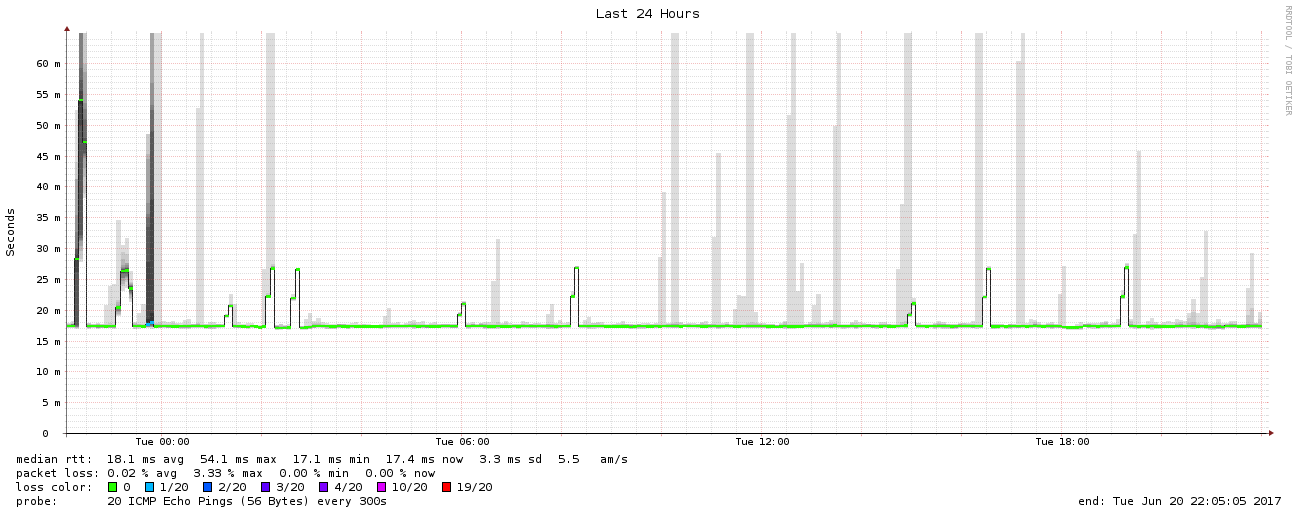 Last 24 Hours
RRDTOOL / TOBI OETIKER
Seconds
60 m
55 m
50 m
45 m
40 m
35 m
30 m
25 m
20 m
15 m
10 m
5 m
0
Tue 00:00 Tue 06:00 Tue 12:00 Tue 18:00
median rtt: 18.1 ms avg 54.1 ms max 17.1 ms min 17.4 ms now 3.3 ms sd 5.5 am/s
packet loss: 0.02 % avg 3.33 % max 0.00 % min 0.00 % now
loss color: 0 1/20 2/20 3/20 4/20 10/20 19/20
probe: 20 ICMP Echo Pings (56 Bytes) every 300s end: Tue Jun 20 22:05:05 2017